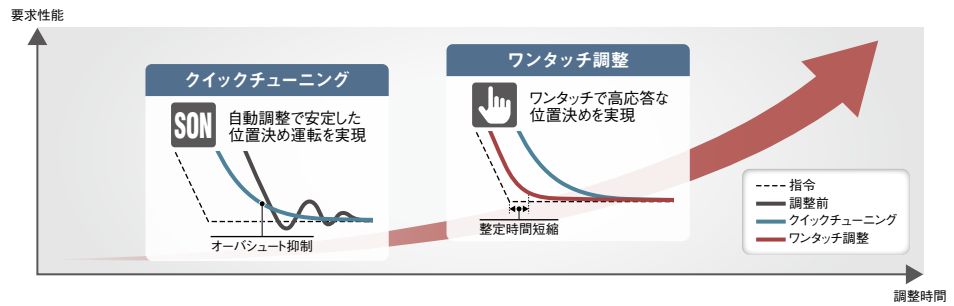 要求性能
クイックチューニング
SON
自動調整で安定した
位置決め運転を実現
オーバシュート抑制
ワンタッチ調整
ワンタッチで高応答な
位置決めを実現
整定時間短縮
指令
調整前
クイックチューニング
ワンタッチ調整
調整時間